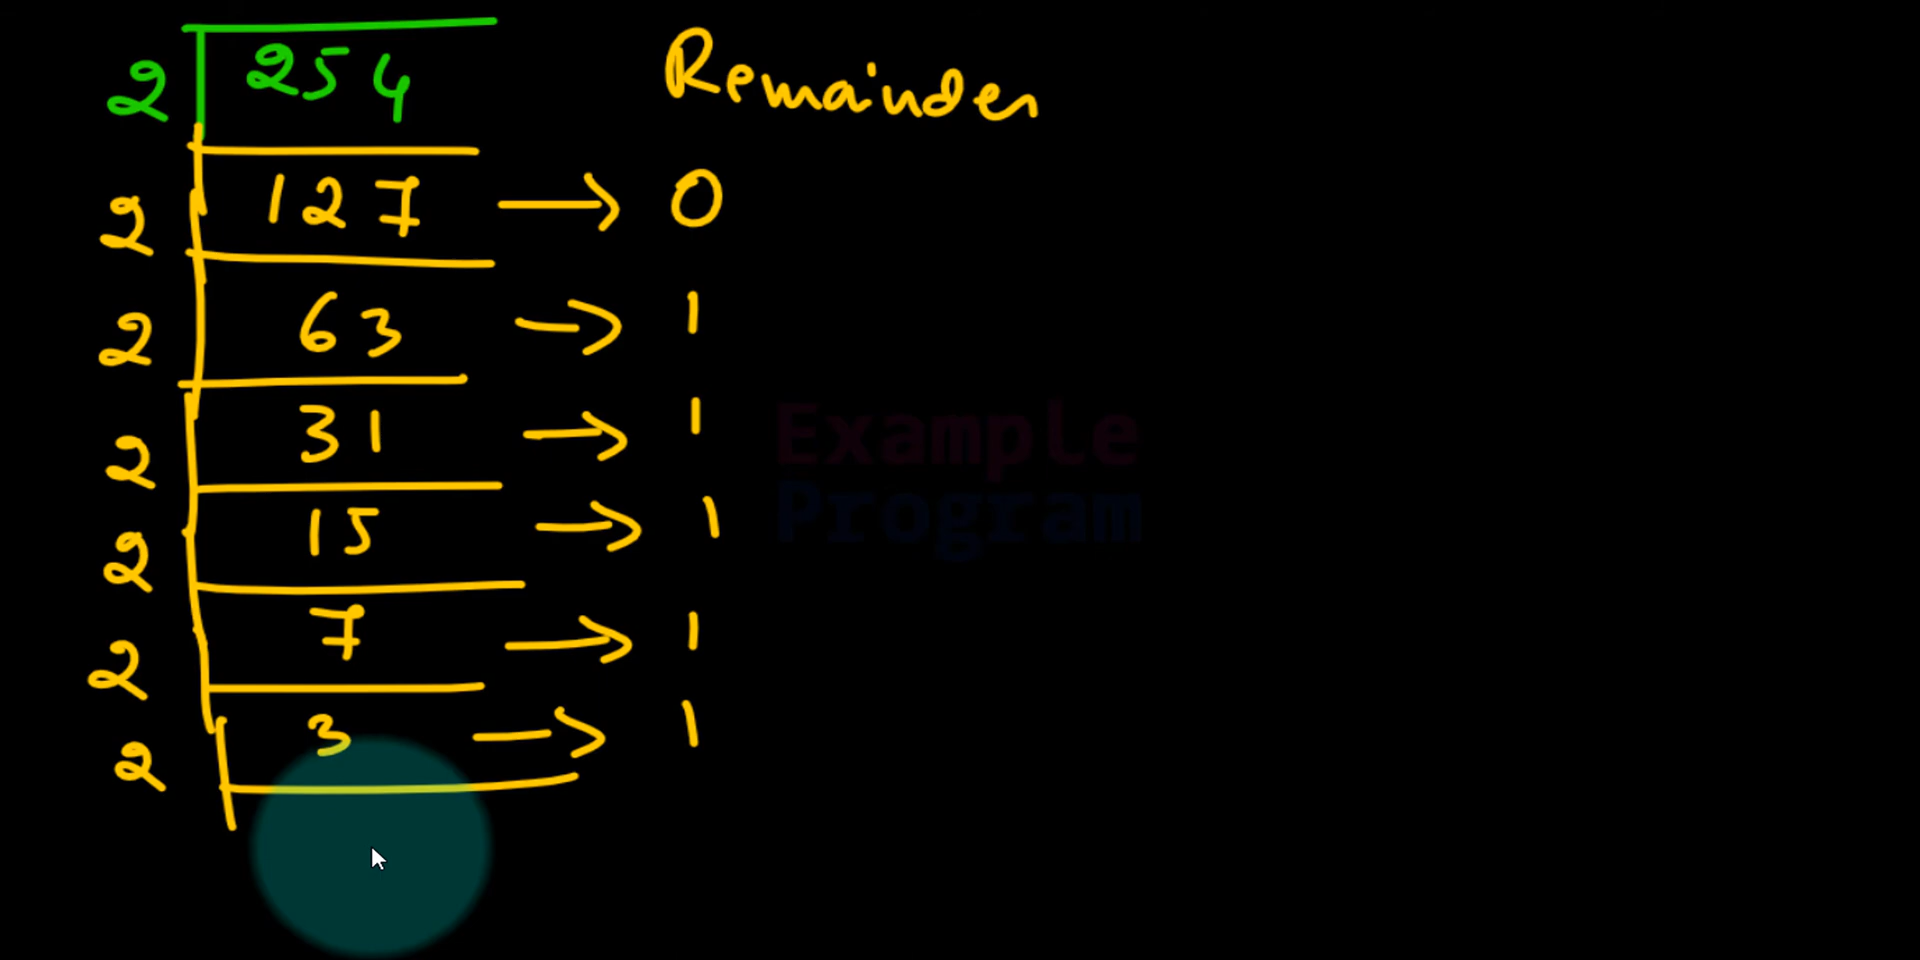 2 254 Remainder
2 127 → 0
2 63 → 1
2 31 → 1
2 15 → 1
2 7 → 1
2 3 → 1
Example
Program